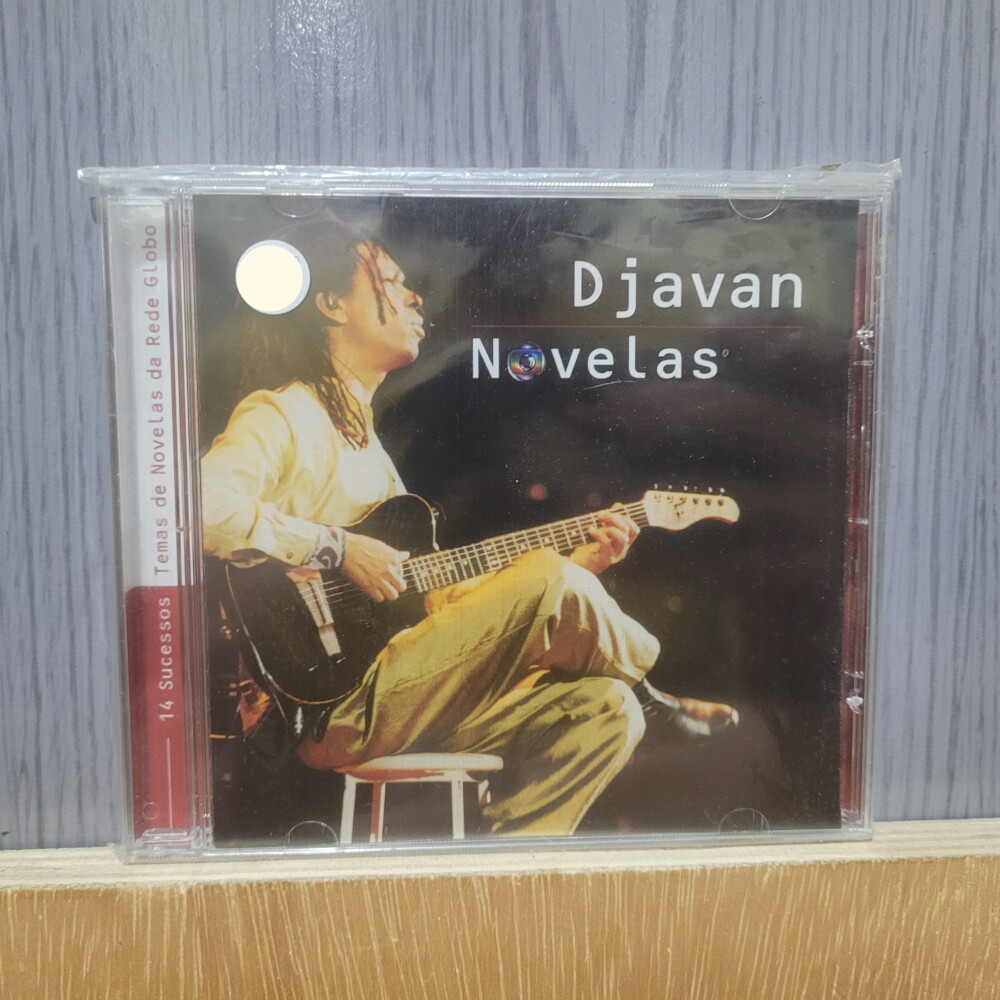 Djavan
Novelas
14 Sucessos Temas de Novelas da Rede Globo